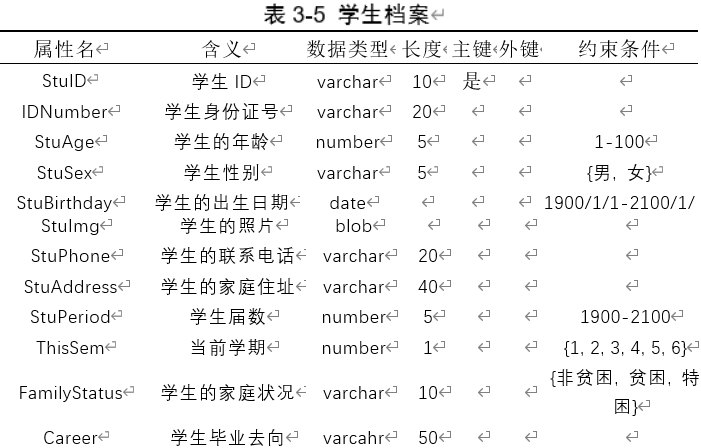 表 3-5 学生档案
属性名 含义 数据类型 长度 主键 外键 约束条件
StuID 学生 ID varchar 10 是
IDNumber 学生身份证号 varchar 20
StuAge 学生的年龄 number 5 1-100
StuSex 学生性别 varchar 5 {男, 女}
StuBirthday 学生的出生日期 date 1900/1/1-2100/1/
StuImg 学生的照片 blob
StuPhone 学生的联系电话 varchar 20
StuAddress 学生的家庭住址 varchar 40
StuPeriod 学生届数 number 5 1900-2100
ThisSem 当前学期 number 1 {1, 2, 3, 4, 5, 6}
FamilyStatus 学生的家庭状况 varchar 10 {非贫困, 贫困, 特
困}
Career 学生毕业去向 varcahr 50